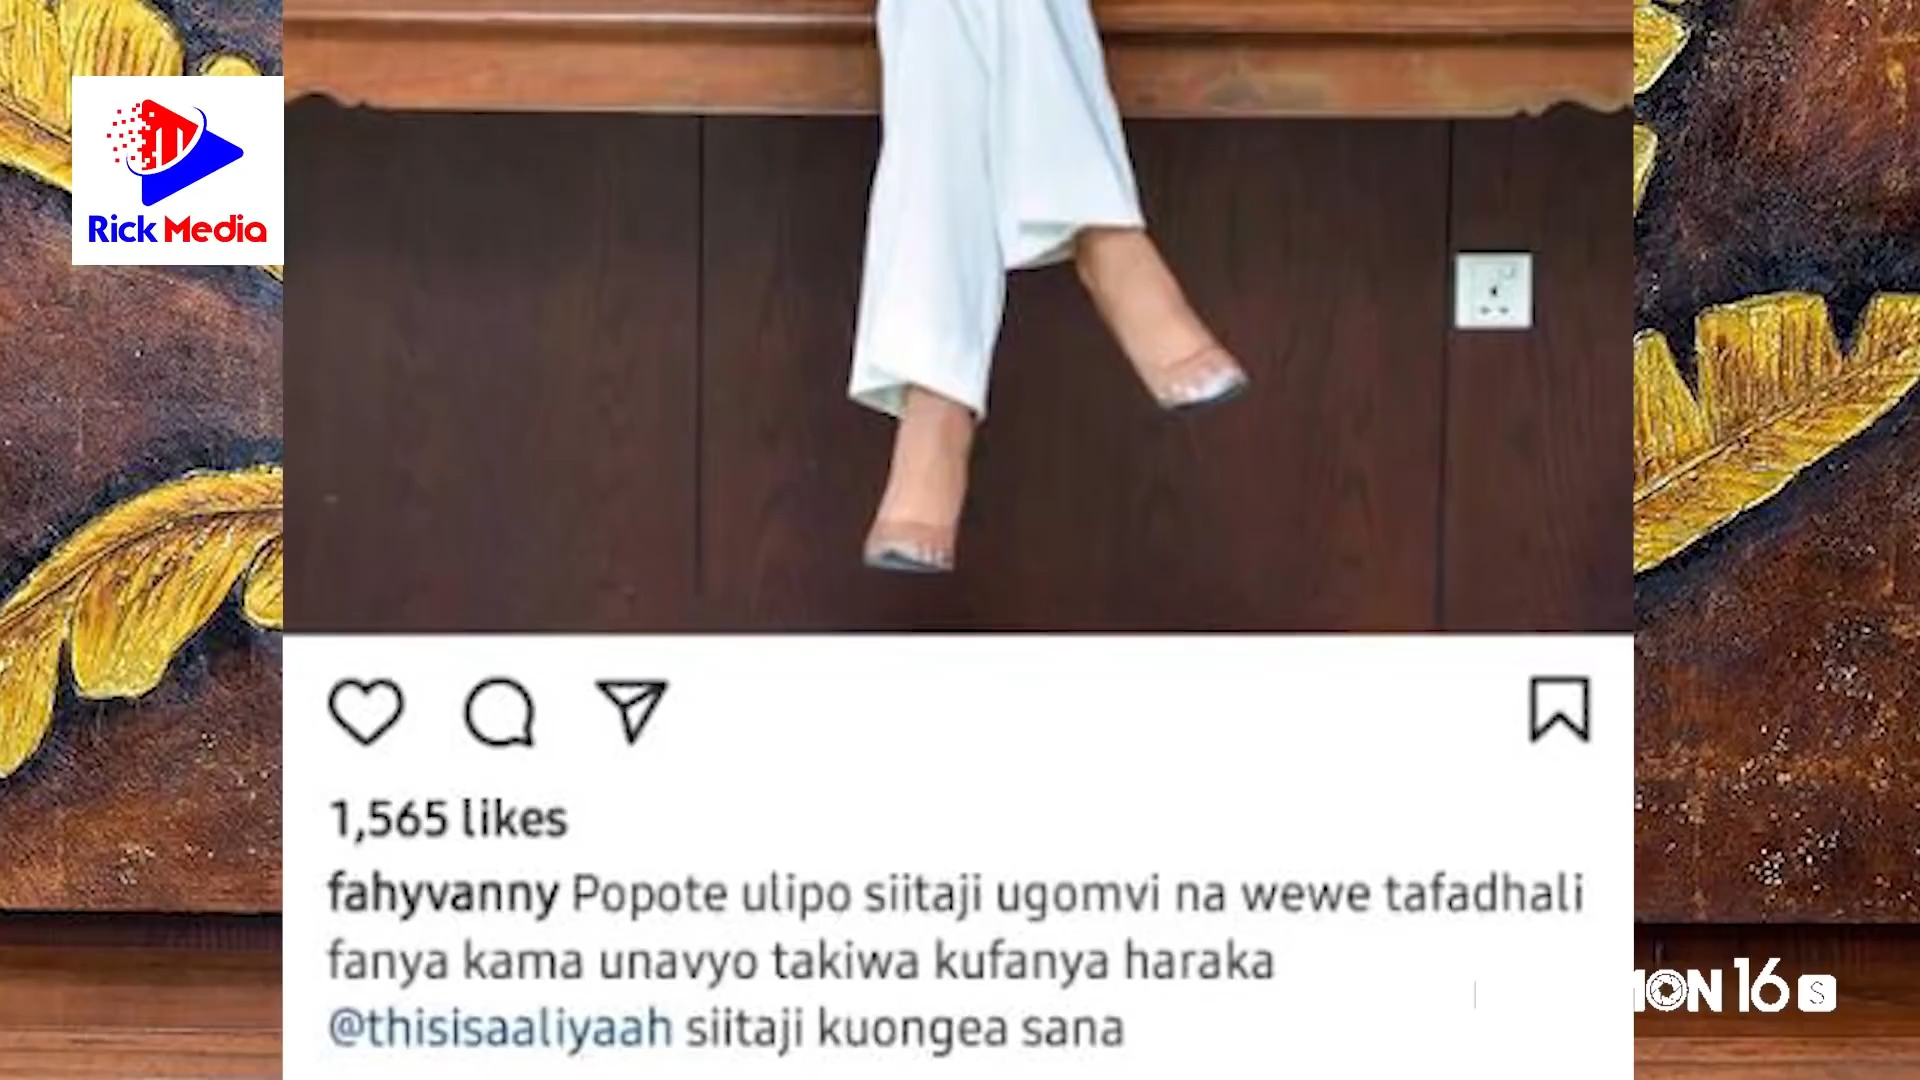 Rick Media
1,565 likes
fahyvanny Popote ulipo siitaji ugomvi na wewe tafadhali
fanya kama unavyo takiwa kufanya haraka
@thisisaaliyaah siitaji kuongea sana
16 S